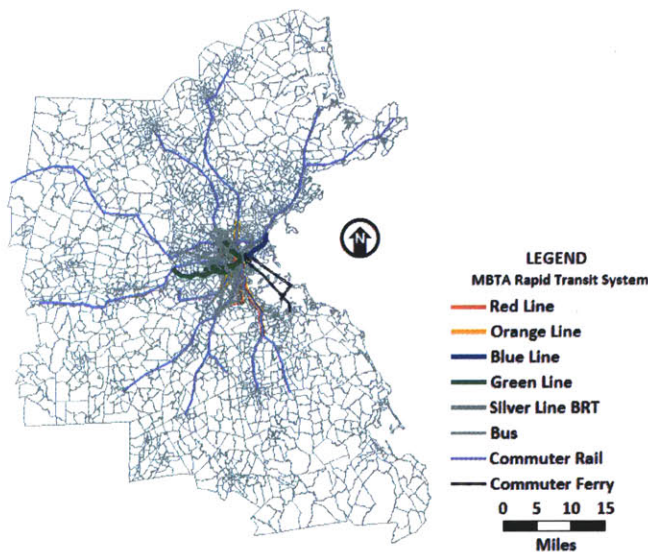 N
LEGEND
MBTA Rapid Transit System
Red Line
Orange Line
Blue Line
Green Line
Silver Line BRT
Bus
Commuter Rail
Commuter Ferry
0 5 10 15
Miles